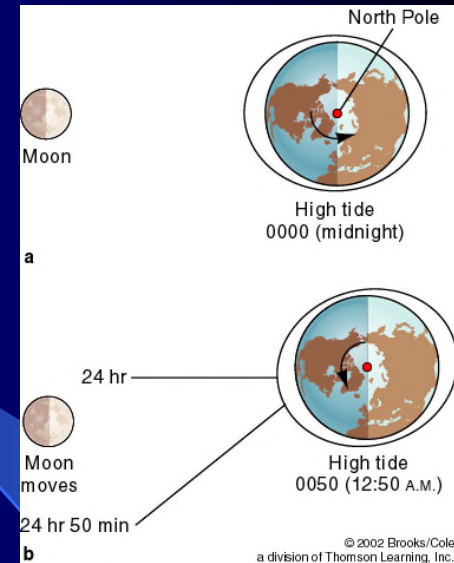 North Pole
Moon
High tide
0000 (midnight)
a
24 hr
Moon
moves
High tide
0050 (12:50 A.M.)
24 hr 50 min
b
© 2002 Brooks/Cole
a division of Thomson Learning, Inc.